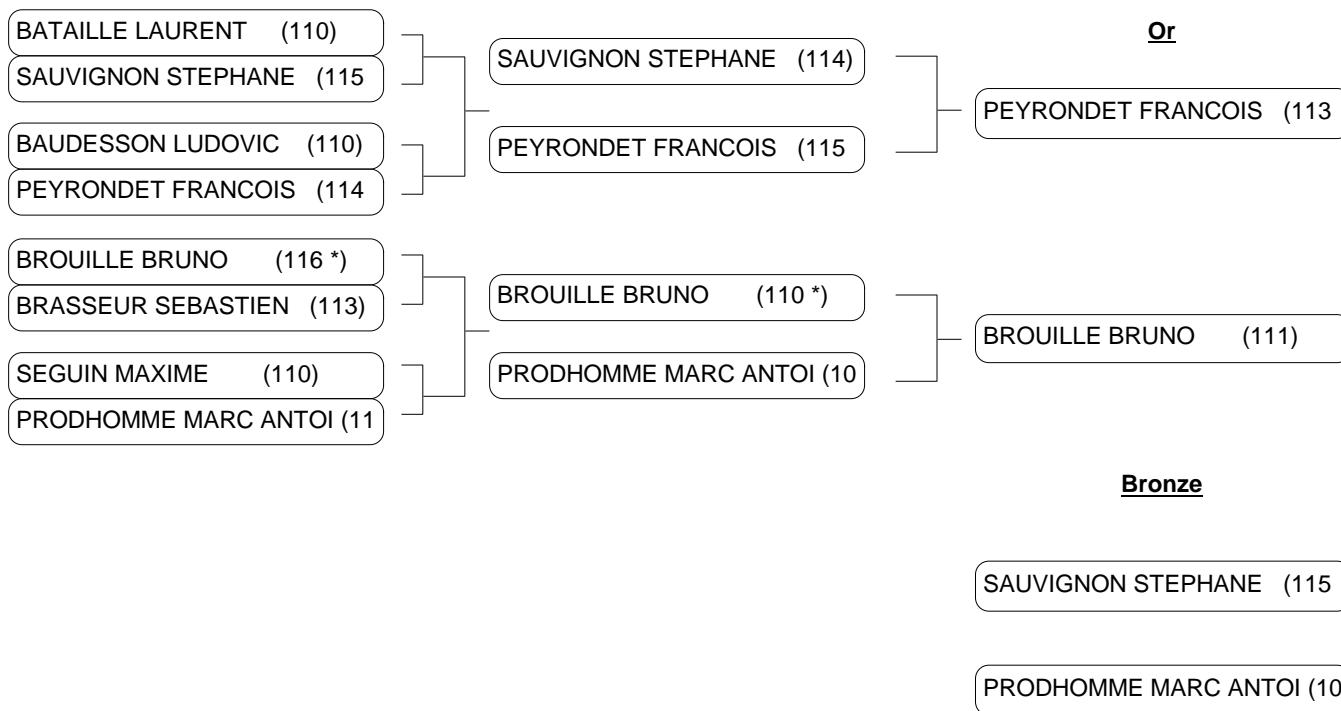 BATAILLE LAURENT (110)
SAUVIGNON STEPHANE (115
BAUDESSON LUDOVIC (110)
PEYRONDET FRANCOIS (114
BROUILLE BRUNO (116 *)
BRASSEUR SEBASTIEN (113)
SEGUIN MAXIME (110)
PRODHOMME MARC ANTOI (11
SAUVIGNON STEPHANE (114)
PEYRONDET FRANCOIS (115
BROUILLE BRUNO (110 *)
PRODHOMME MARC ANTOI (10
Or
PEYRONDET FRANCOIS (113
BROUILLE BRUNO (111)
Bronze
SAUVIGNON STEPHANE (115
PRODHOMME MARC ANTOI (10